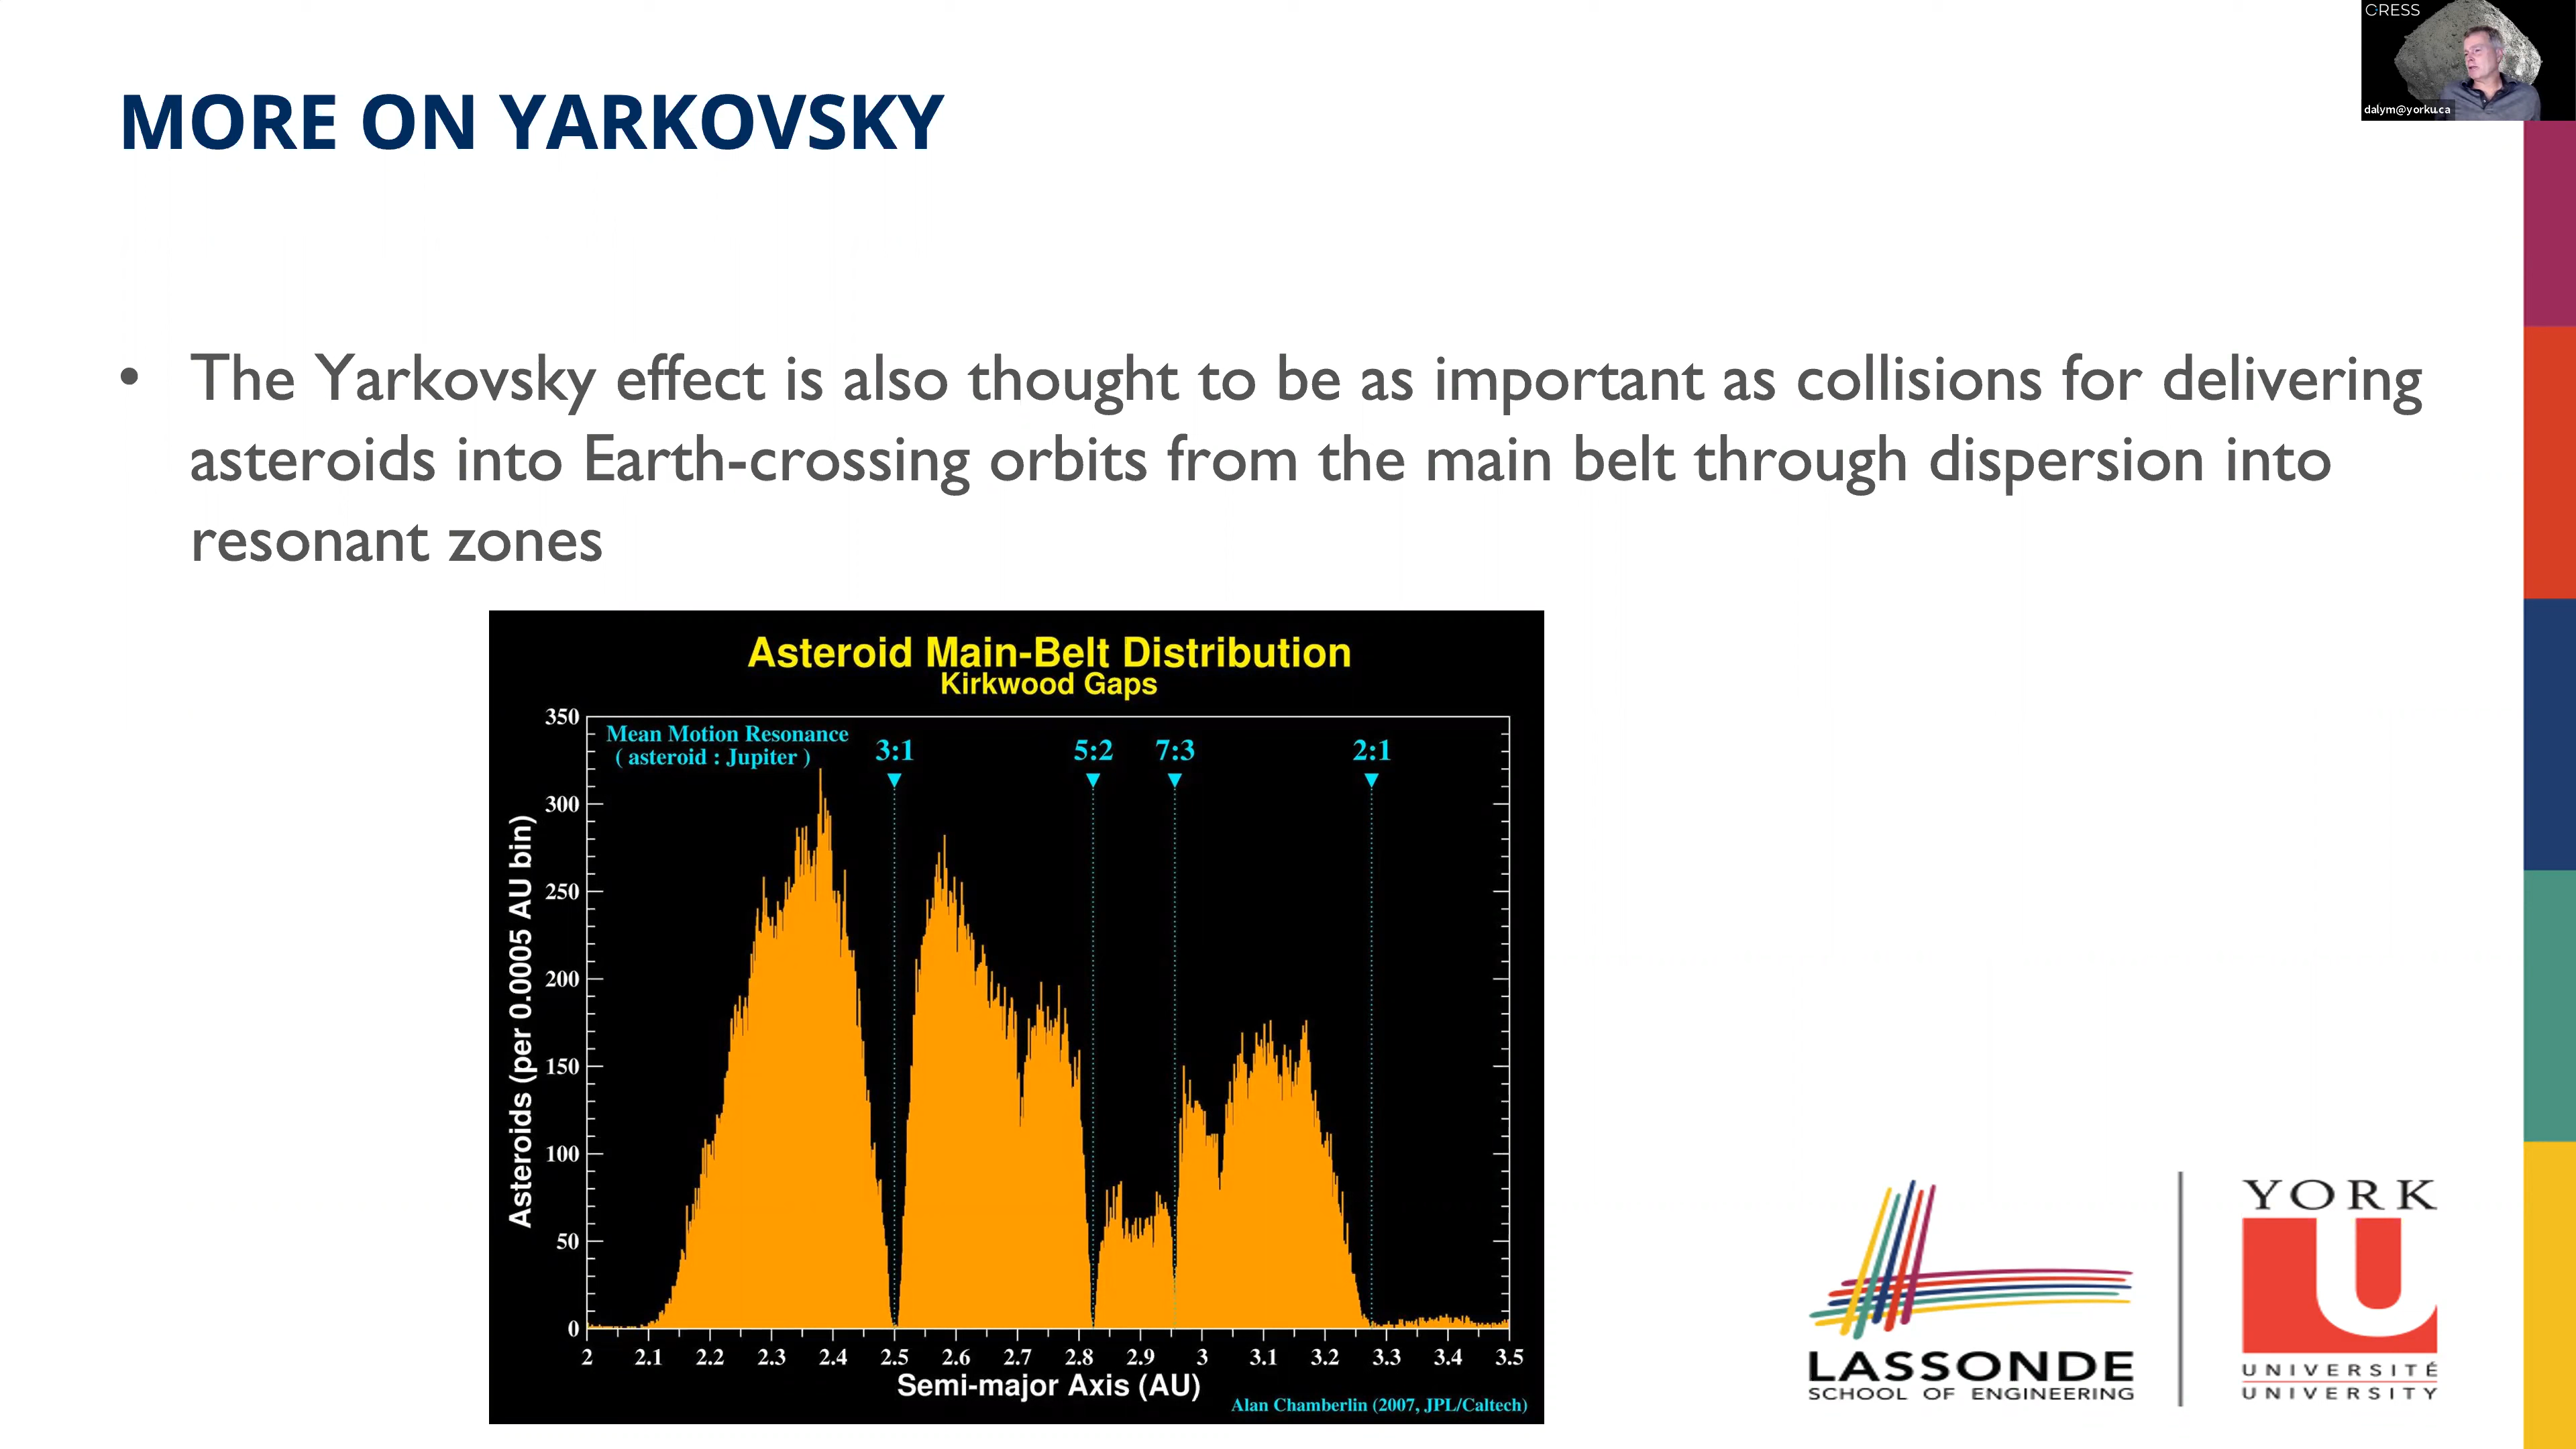 CRESS
dalym@yorku.ca
MORE ON YARKOVSKY
• The Yarkovsky effect is also thought to be as important as collisions for delivering
asteroids into Earth-crossing orbits from the main belt through dispersion into
resonant zones
Asteroid Main-Belt Distribution
Kirkwood Gaps
Mean Motion Resonance
( asteroid : Jupiter )
3:1 5:2 7:3 2:1
Asteroids (per 0.0005 AU bin)
350
300
250
200
150
100
50
0
2 2.1 2.2 2.3 2.4 2.5 2.6 2.7 2.8 2.9 3 3.1 3.2 3.3 3.4 3.5
Semi-major Axis (AU)
Alan Chamberlin (2007, JPL/Caltech)
LASSONDE
SCHOOL OF ENGINEERING
YORK
U
UNIVERSITÉ
UNIVERSITY